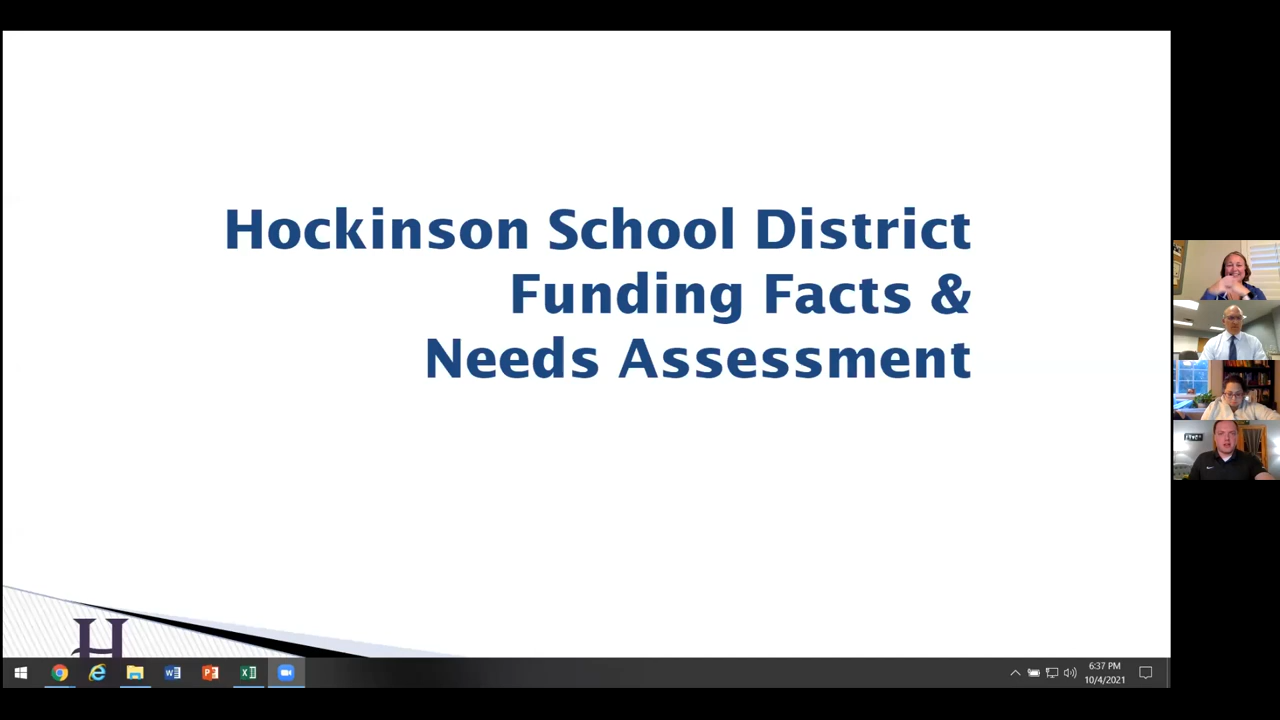 Hockinson School District
Funding Facts &
Needs Assessment
H
6:37 PM
10/4/2021